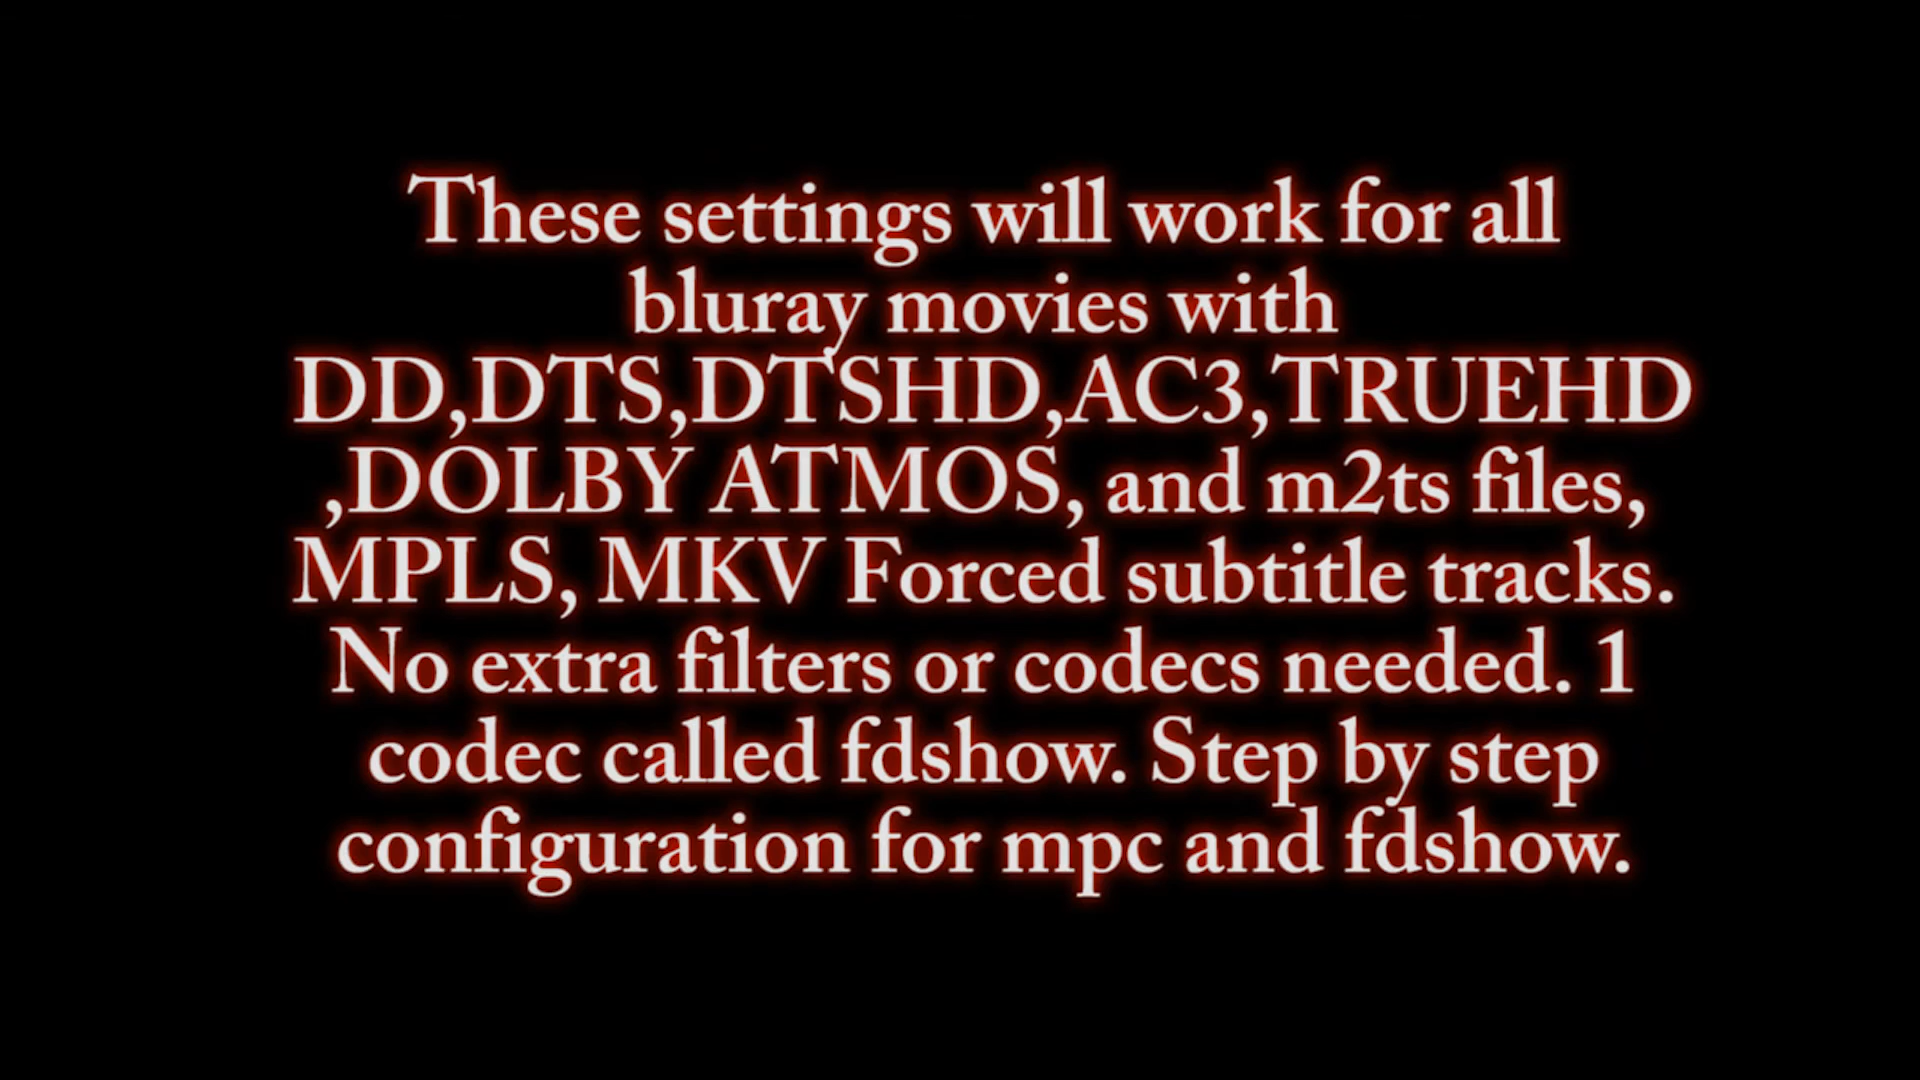 These settings will work for all
bluray movies with
DD,DTS,DTSHD,AC3,TRUEHD
,DOLBY ATMOS, and m2ts files,
MPLS, MKV Forced subtitle tracks.
No extra filters or codecs needed. 1
codec called fdshow. Step by step
configuration for mpc and fdshow.